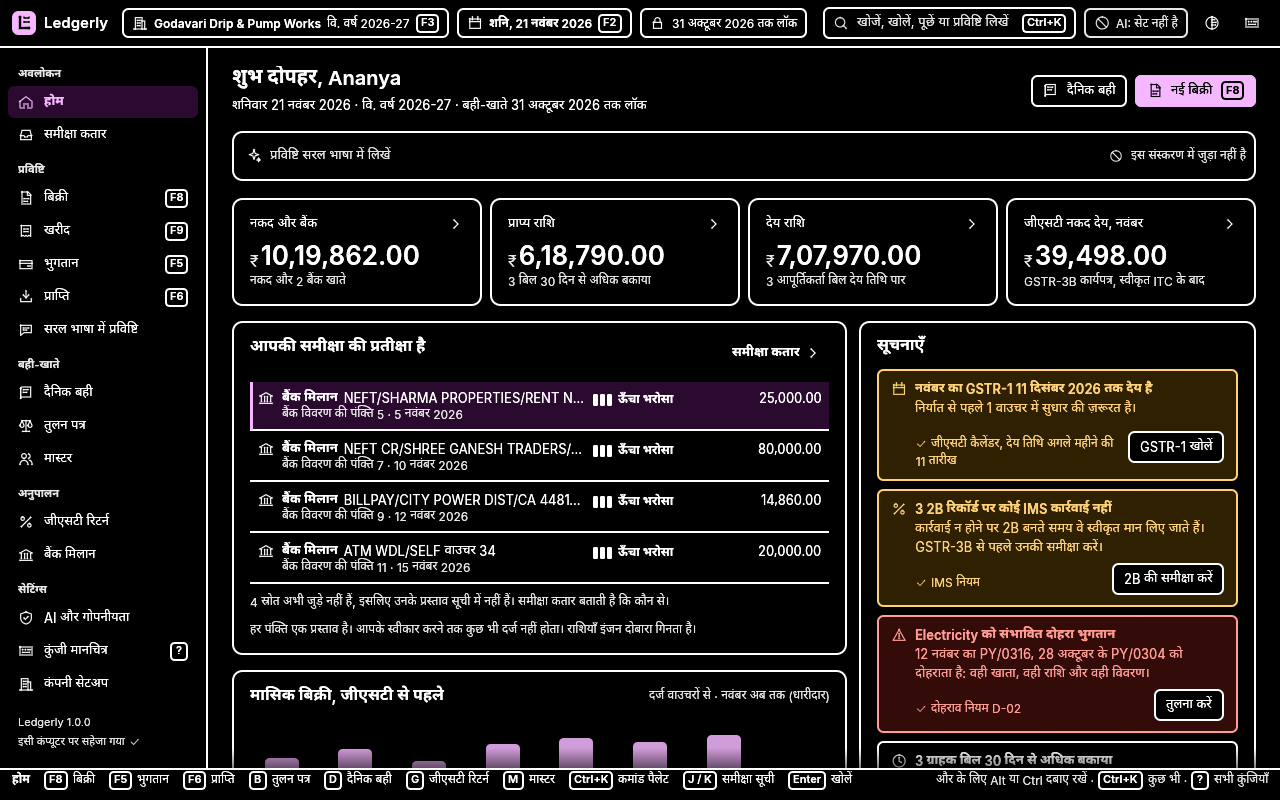 Ledgerly
Godavari Drip & Pump Works वि. वर्ष 2026-27 F3
शनि, 21 नवंबर 2026 F2
31 अक्टूबर 2026 तक लॉक
खोजें, खोलें, पूछें या प्रविष्टि लिखें Ctrl+K
AI: सेट नहीं है
अवलोकन
होम
समीक्षा कतार
प्रविष्टि
बिक्री F8
खरीद F9
भुगतान F5
प्राप्ति F6
सरल भाषा में प्रविष्टि
बही-खाते
दैनिक बही
तुलन पत्र
मास्टर
अनुपालन
जीएसटी रिटर्न
बैंक मिलान
सेटिंग्स
AI और गोपनीयता
कुंजी मानचित्र ?
कंपनी सेटअप
Ledgerly 1.0.0
इसी कंप्यूटर पर सहेजा गया
शुभ दोपहर, Ananya
शनिवार 21 नवंबर 2026 · वि. वर्ष 2026-27 · बही-खाते 31 अक्टूबर 2026 तक लॉक
दैनिक बही
नई बिक्री F8
प्रविष्टि सरल भाषा में लिखें
इस संस्करण में जुड़ा नहीं है
नकद और बैंक
₹10,19,862.00
नकद और 2 बैंक खाते
प्राप्य राशि
₹6,18,790.00
3 बिल 30 दिन से अधिक बकाया
देय राशि
₹7,07,970.00
3 आपूर्तिकर्ता बिल देय तिथि पार
जीएसटी नकद देय, नवंबर
₹39,498.00
GSTR-3B कार्यपत्र, स्वीकृत ITC के बाद
आपकी समीक्षा की प्रतीक्षा है
समीक्षा कतार
बैंक मिलान NEFT/SHARMA PROPERTIES/RENT N... ऊँचा भरोसा 25,000.00
बैंक विवरण की पंक्ति 5 · 5 नवंबर 2026
बैंक मिलान NEFT CR/SHREE GANESH TRADERS/... ऊँचा भरोसा 80,000.00
बैंक विवरण की पंक्ति 7 · 10 नवंबर 2026
बैंक मिलान BILLPAY/CITY POWER DIST/CA 4481... ऊँचा भरोसा 14,860.00
बैंक विवरण की पंक्ति 9 · 12 नवंबर 2026
बैंक मिलान ATM WDL/SELF वाउचर 34 ऊँचा भरोसा 20,000.00
बैंक विवरण की पंक्ति 11 · 15 नवंबर 2026
4 स्रोत अभी जुड़े नहीं हैं, इसलिए उनके प्रस्ताव सूची में नहीं हैं। समीक्षा कतार बताती है कि कौन से।
हर पंक्ति एक प्रस्ताव है। आपके स्वीकार करने तक कुछ भी दर्ज नहीं होता। राशियाँ इंजन दोबारा गिनता है।
मासिक बिक्री, जीएसटी से पहले
दर्ज वाउचरों से · नवंबर अब तक (धारीदार)
सूचनाएँ
नवंबर का GSTR-1 11 दिसंबर 2026 तक देय है
निर्यात से पहले 1 वाउचर में सुधार की ज़रूरत है।
जीएसटी कैलेंडर, देय तिथि अगले महीने की
11 तारीख
GSTR-1 खोलें
3 2B रिकॉर्ड पर कोई IMS कार्रवाई नहीं
कार्रवाई न होने पर 2B बनते समय वे स्वीकृत मान लिए जाते हैं।
GSTR-3B से पहले उनकी समीक्षा करें।
IMS नियम
2B की समीक्षा करें
Electricity को संभावित दोहरा भुगतान
12 नवंबर का PY/0316, 28 अक्टूबर के PY/0304 को
दोहराता है: वही खाता, वही राशि और वही विवरण।
दोहराव नियम D-02
तुलना करें
3 ग्राहक बिल 30 दिन से अधिक बकाया
होम F8 बिक्री F5 भुगतान F6 प्राप्ति B तुलन पत्र D दैनिक बही G जीएसटी रिटर्न M मास्टर Ctrl+K कमांड पैलेट J / K समीक्षा सूची Enter खोलें
और के लिए Alt या Ctrl दबाए रखें · Ctrl+K कुछ भी · ? सभी कुंजियाँ